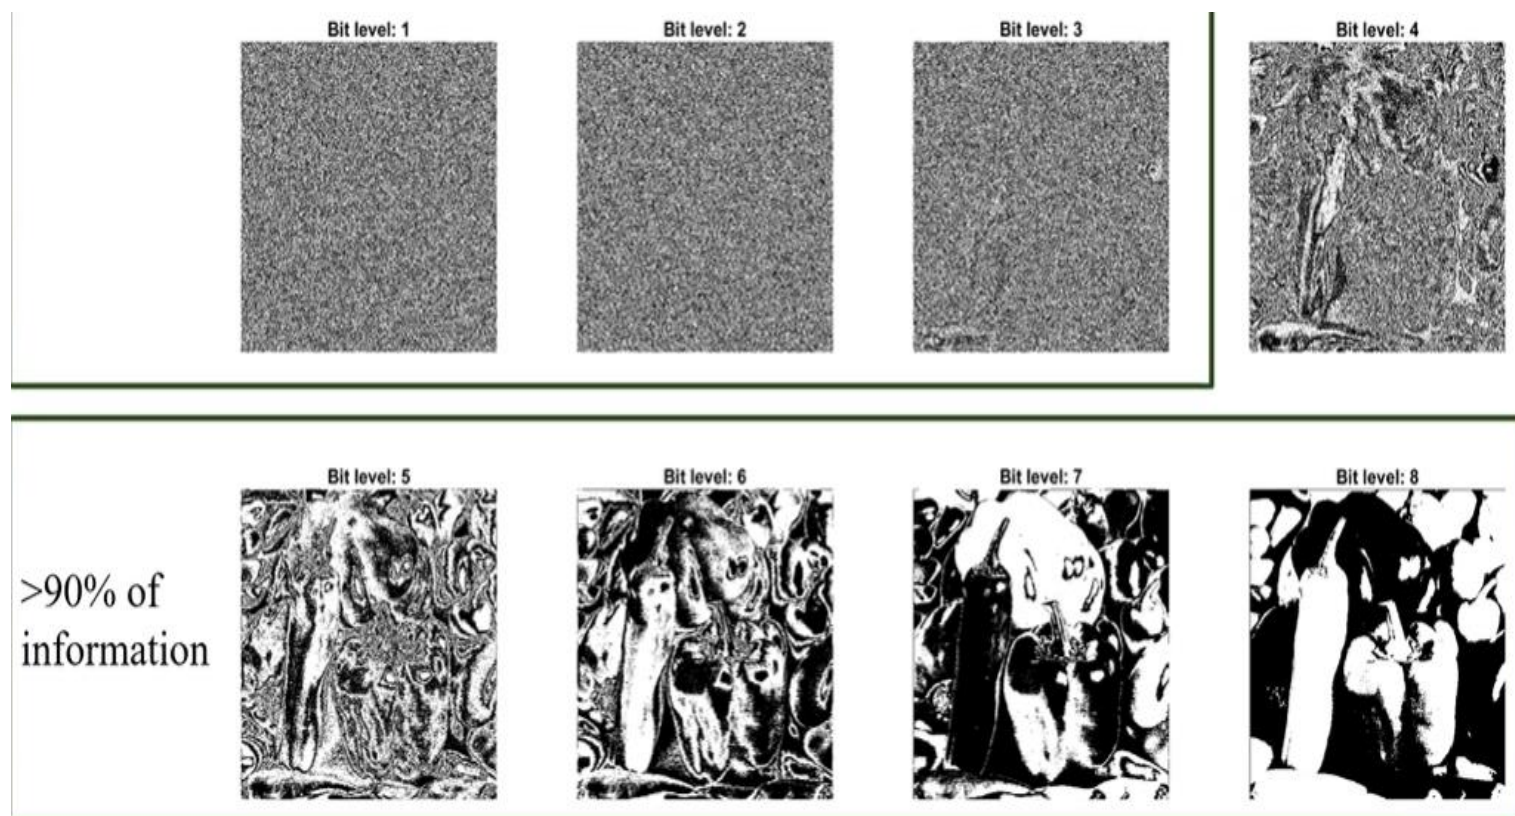 Bit level: 1
Bit level: 2
Bit level: 3
Bit level: 4
Bit level: 5
Bit level: 6
Bit level: 7
Bit level: 8
>90% of
information